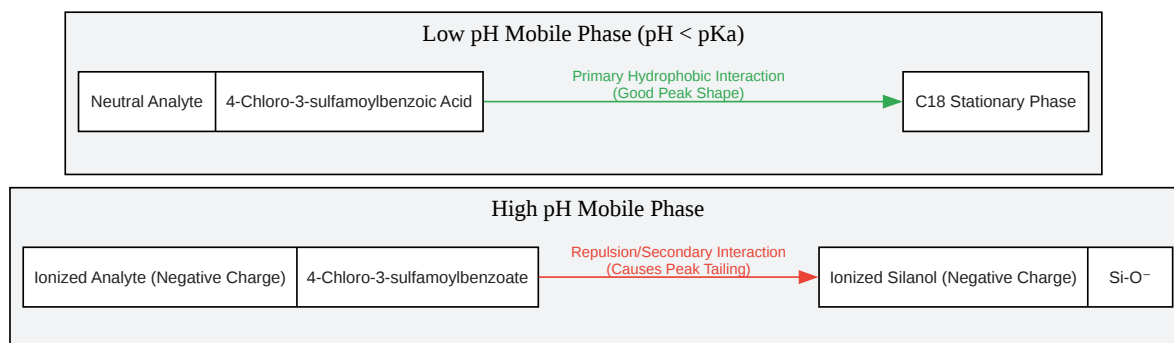 Low pH Mobile Phase (pH < pKa)
Neutral Analyte
4-Chloro-3-sulfamoylbenzoic Acid
Primary Hydrophobic Interaction
(Good Peak Shape)
C18 Stationary Phase
High pH Mobile Phase
Ionized Analyte (Negative Charge)
4-Chloro-3-sulfamoylbenzoate
Repulsion/Secondary Interaction
(Causes Peak Tailing)
Ionized Silanol (Negative Charge)
Si-O⁻